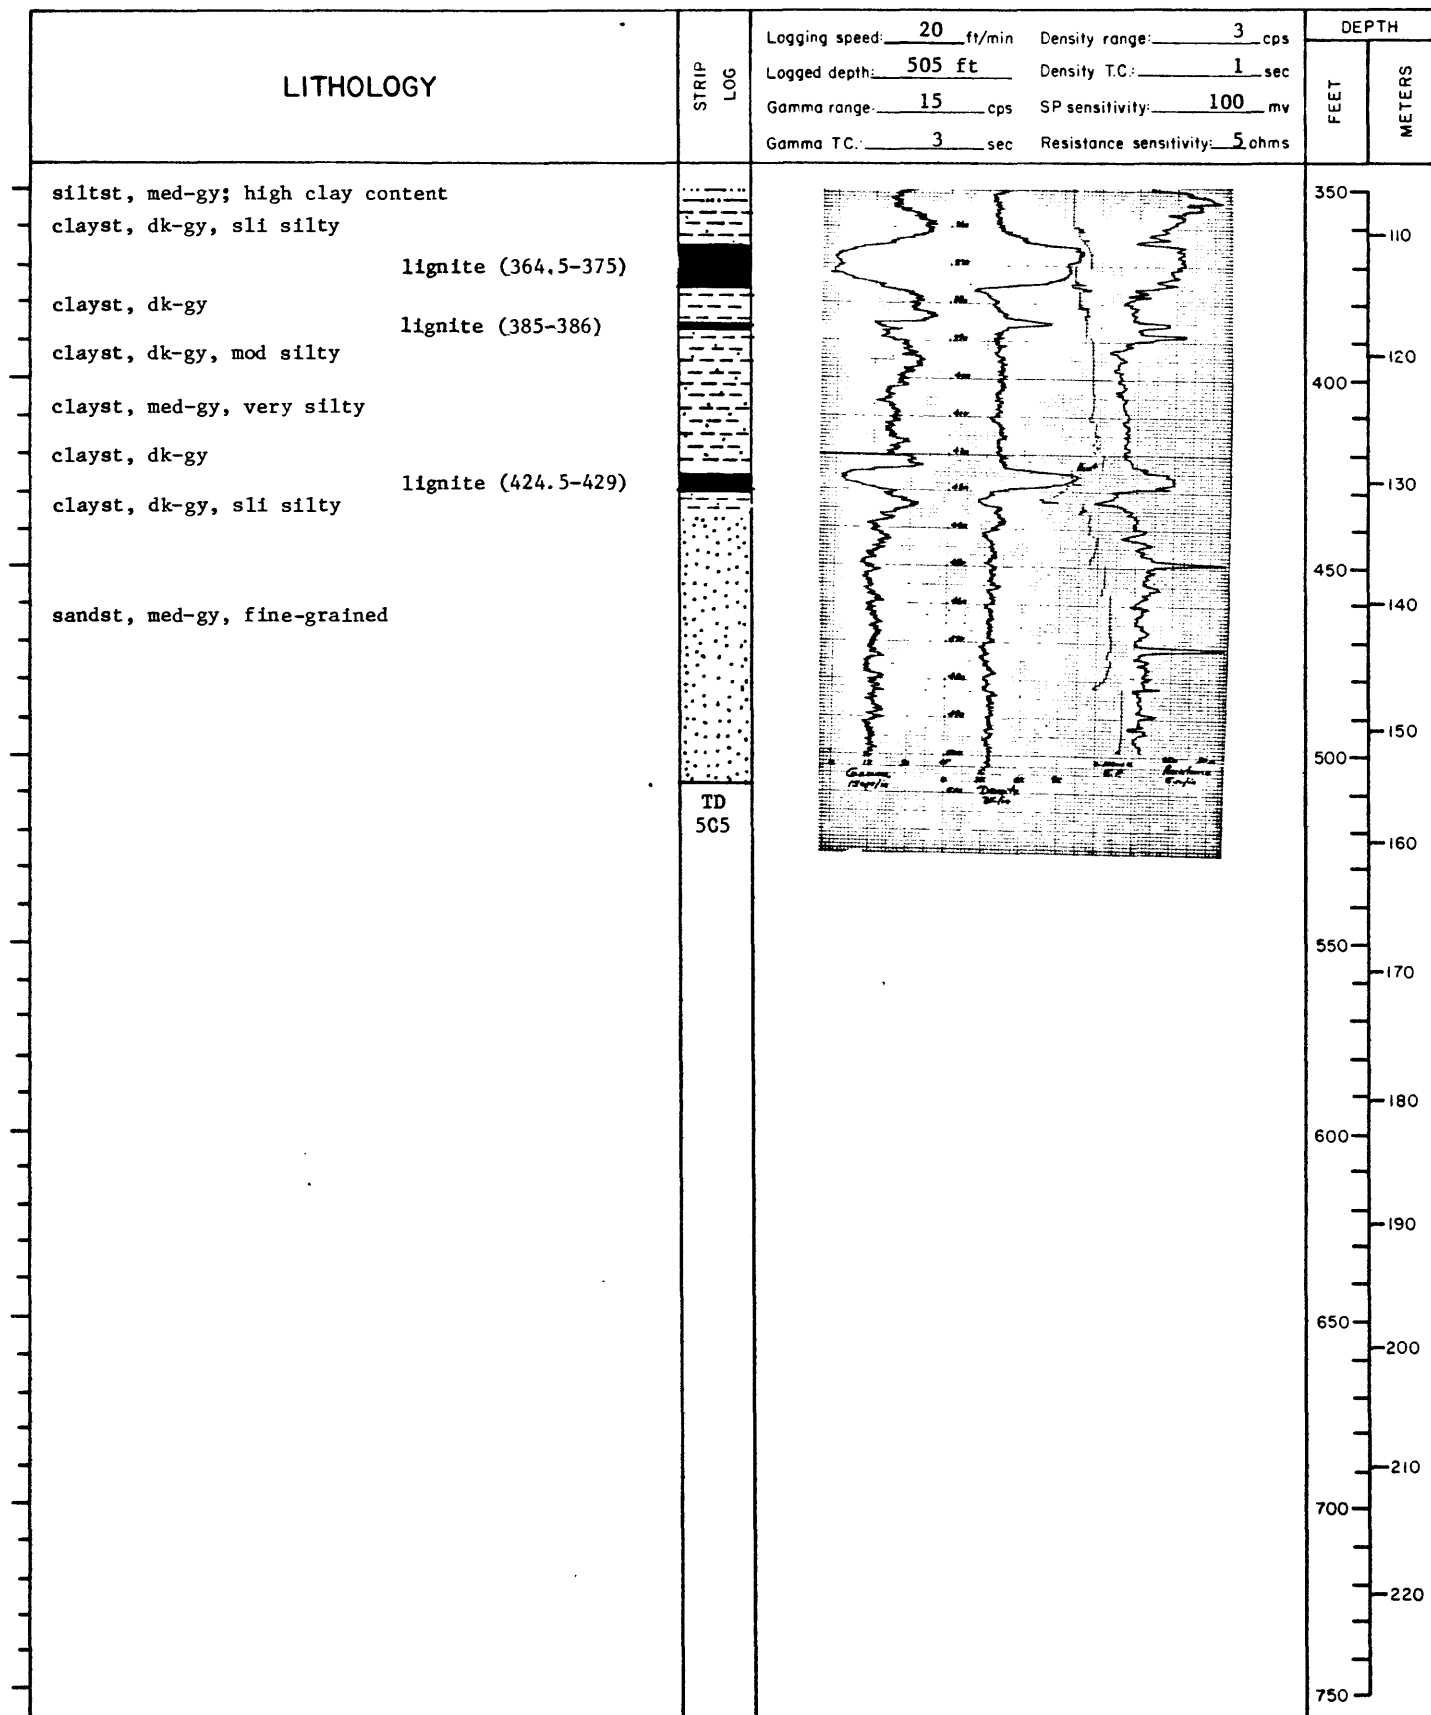 LITHOLOGY
STRIP LOG
Logging speed: 20 ft/min Density range: 3 cps
Logged depth: 505 ft Density T.C.: 1 sec
Gamma range: 15 cps SP sensitivity: 100 mv
Gamma T.C.: 3 sec Resistance sensitivity: 5 ohms
DEPTH
FEET
METERS
siltst, med-gy; high clay content
clayst, dk-gy, sli silty
lignite (364.5-375)
clayst, dk-gy
lignite (385-386)
clayst, dk-gy, mod silty
clayst, med-gy, very silty
clayst, dk-gy
lignite (424.5-429)
clayst, dk-gy, sli silty
sandst, med-gy, fine-grained
TD
505
Gamma
Density
S.P.
Resistance
350
110
120
400
130
450
140
150
500
160
550
170
180
600
190
650
200
210
700
220
750